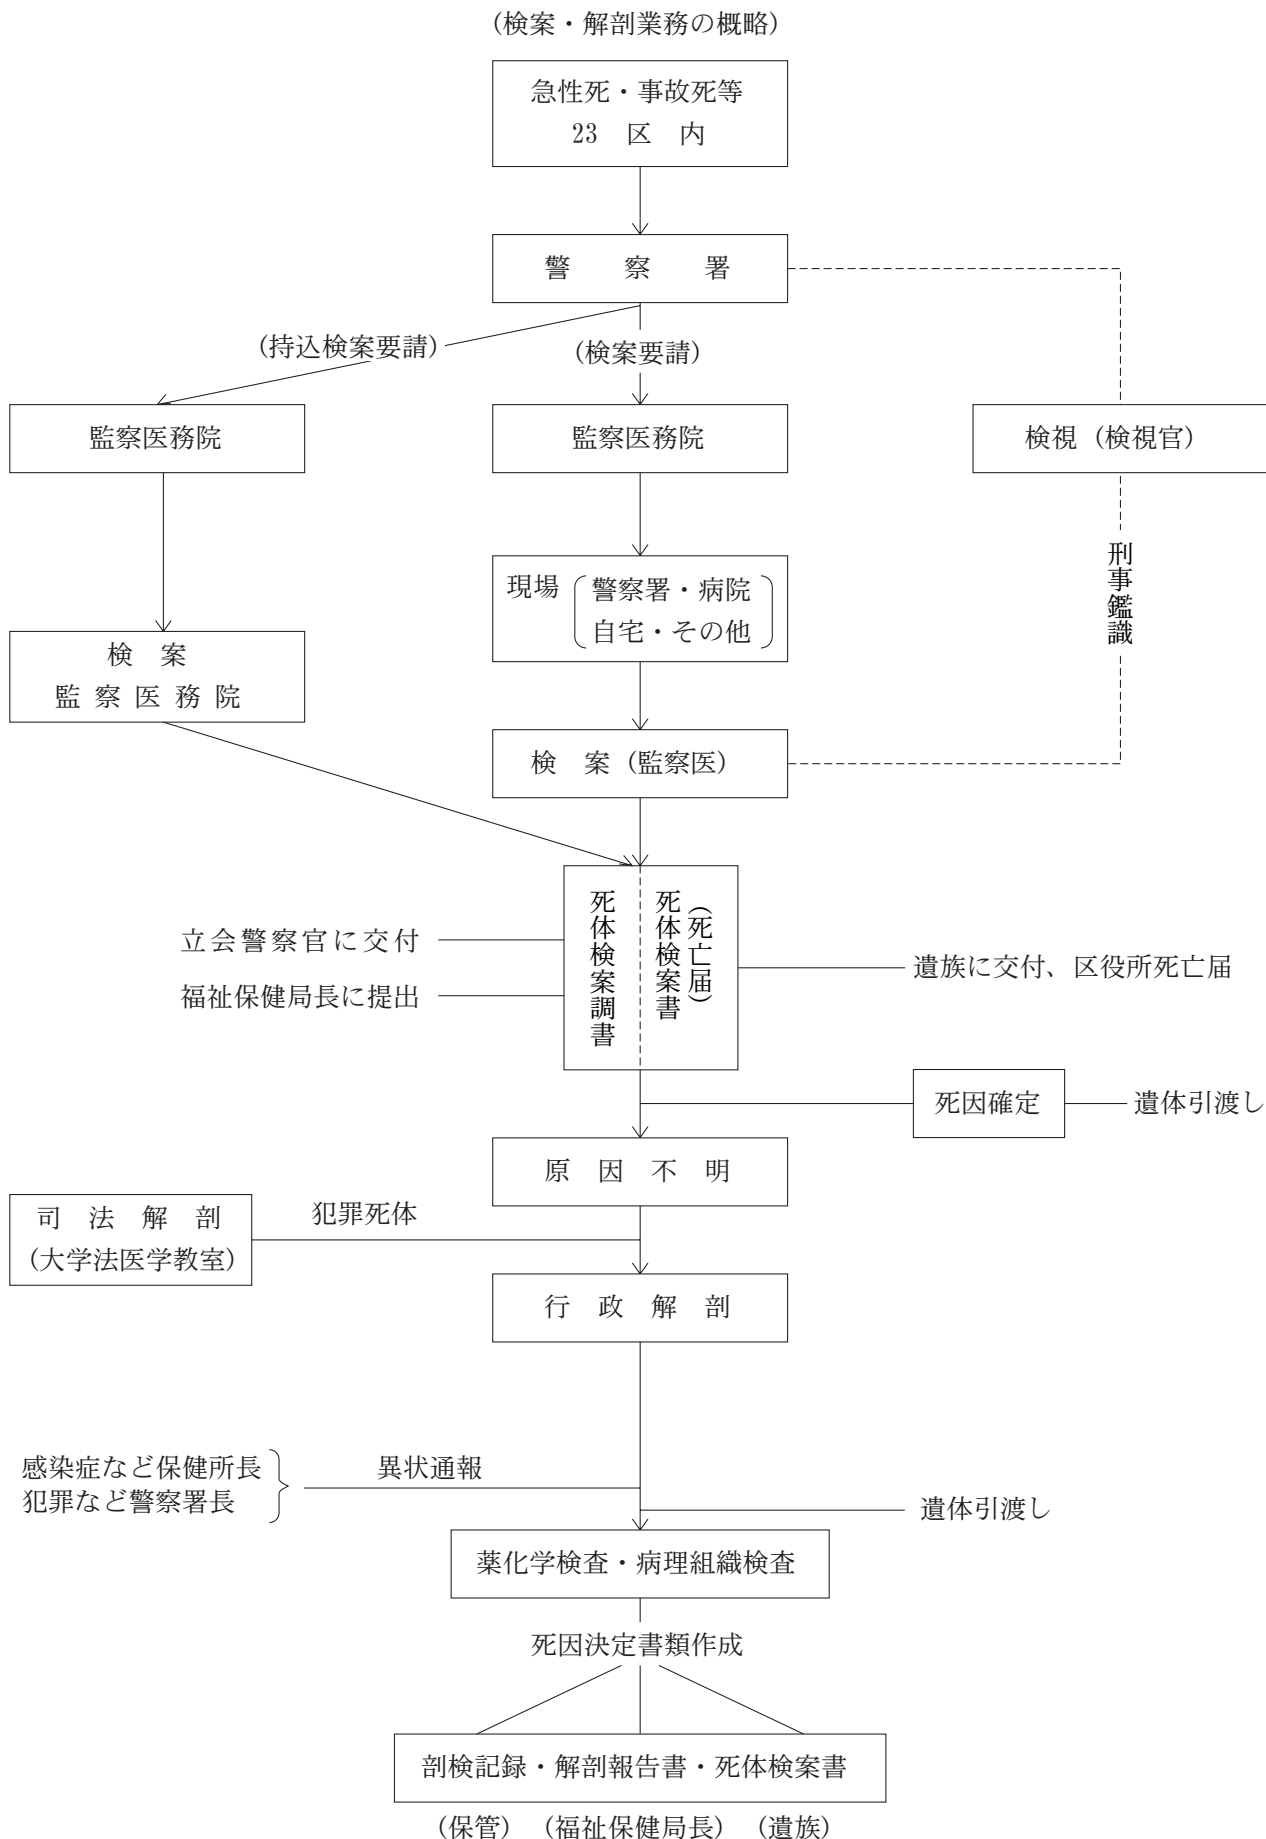 (検案・解剖業務の概略)
急性死・事故死等
23 区 内
警 察 署
(持込検案要請)
(検案要請)
監察医務院
監察医務院
検視 (検視官)
刑事鑑識
現場
警察署・病院
自宅・その他
検 案
監 察 医 務 院
検 案 (監察医)
死体検案調書
(死亡届)
死体検案書
立会警察官に交付
福祉保健局長に提出
遺族に交付、区役所死亡届
死因確定
遺体引渡し
原 因 不 明
司 法 解 剖
(大学法医学教室)
犯罪死体
行 政 解 剖
感染症など保健所長
犯罪など警察署長
異状通報
遺体引渡し
薬化学検査・病理組織検査
死因決定書類作成
剖検記録・解剖報告書・死体検案書
(保管) (福祉保健局長) (遺族)